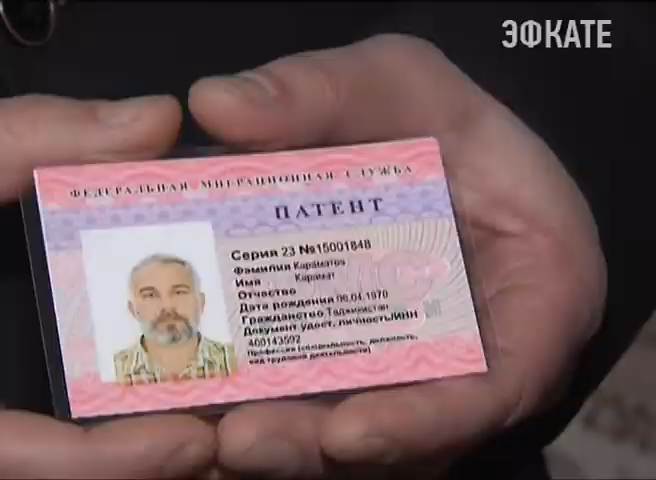 ЭФКАТЕ
ФЕДЕРАЛЬНАЯ МИГРАЦИОННАЯ СЛУЖБА
ПАТЕНТ
Серия 23 №15001848
Фамилия Караматов
Имя Карамат
Отчество
Дата рождения 06.04.1970
Гражданство Таджикистан
Документ удост. личность/ИНН
400143592
Профессия (специальность, должность,
вид трудовой деятельности)